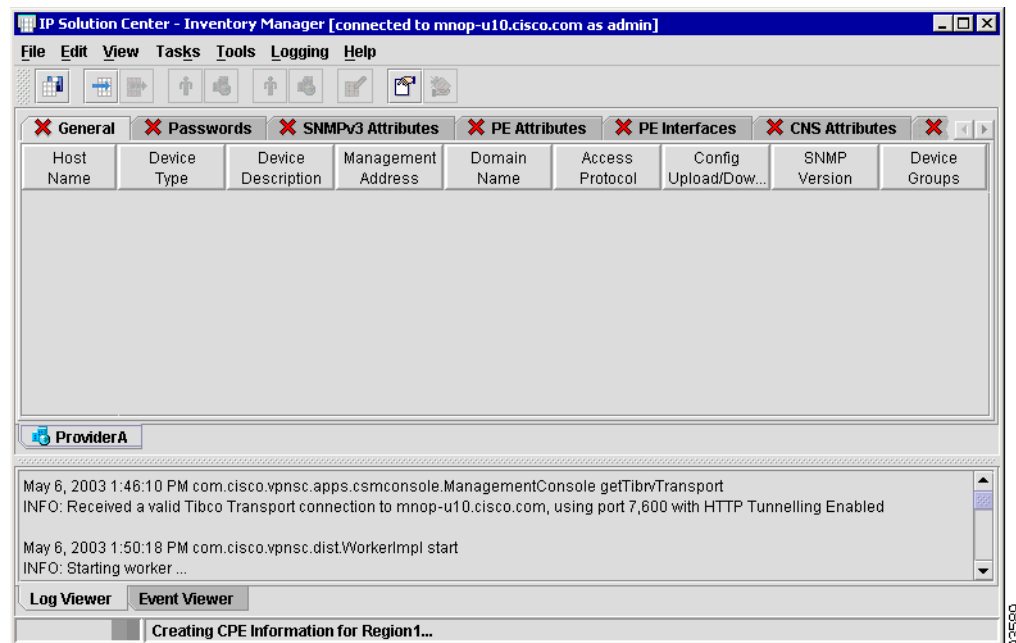 IP Solution Center - Inventory Manager [connected to mnop-u10.cisco.com as admin]
File Edit View Tasks Tools Logging Help
General Passwords SNMPv3 Attributes PE Attributes PE Interfaces CNS Attributes
Host Name Device Type Device Description Management Address Domain Name Access Protocol Config Upload/Dow... SNMP Version Device Groups
ProviderA
May 6, 2003 1:46:10 PM com.cisco.vpnsc.apps.csmconsole.ManagementConsole getTibrvTransport
INFO: Received a valid Tibco Transport connection to mnop-u10.cisco.com, using port 7,600 with HTTP Tunnelling Enabled
May 6, 2003 1:50:18 PM com.cisco.vpnsc.dist.WorkerImpl start
INFO: Starting worker ...
Log Viewer Event Viewer
Creating CPE Information for Region1...